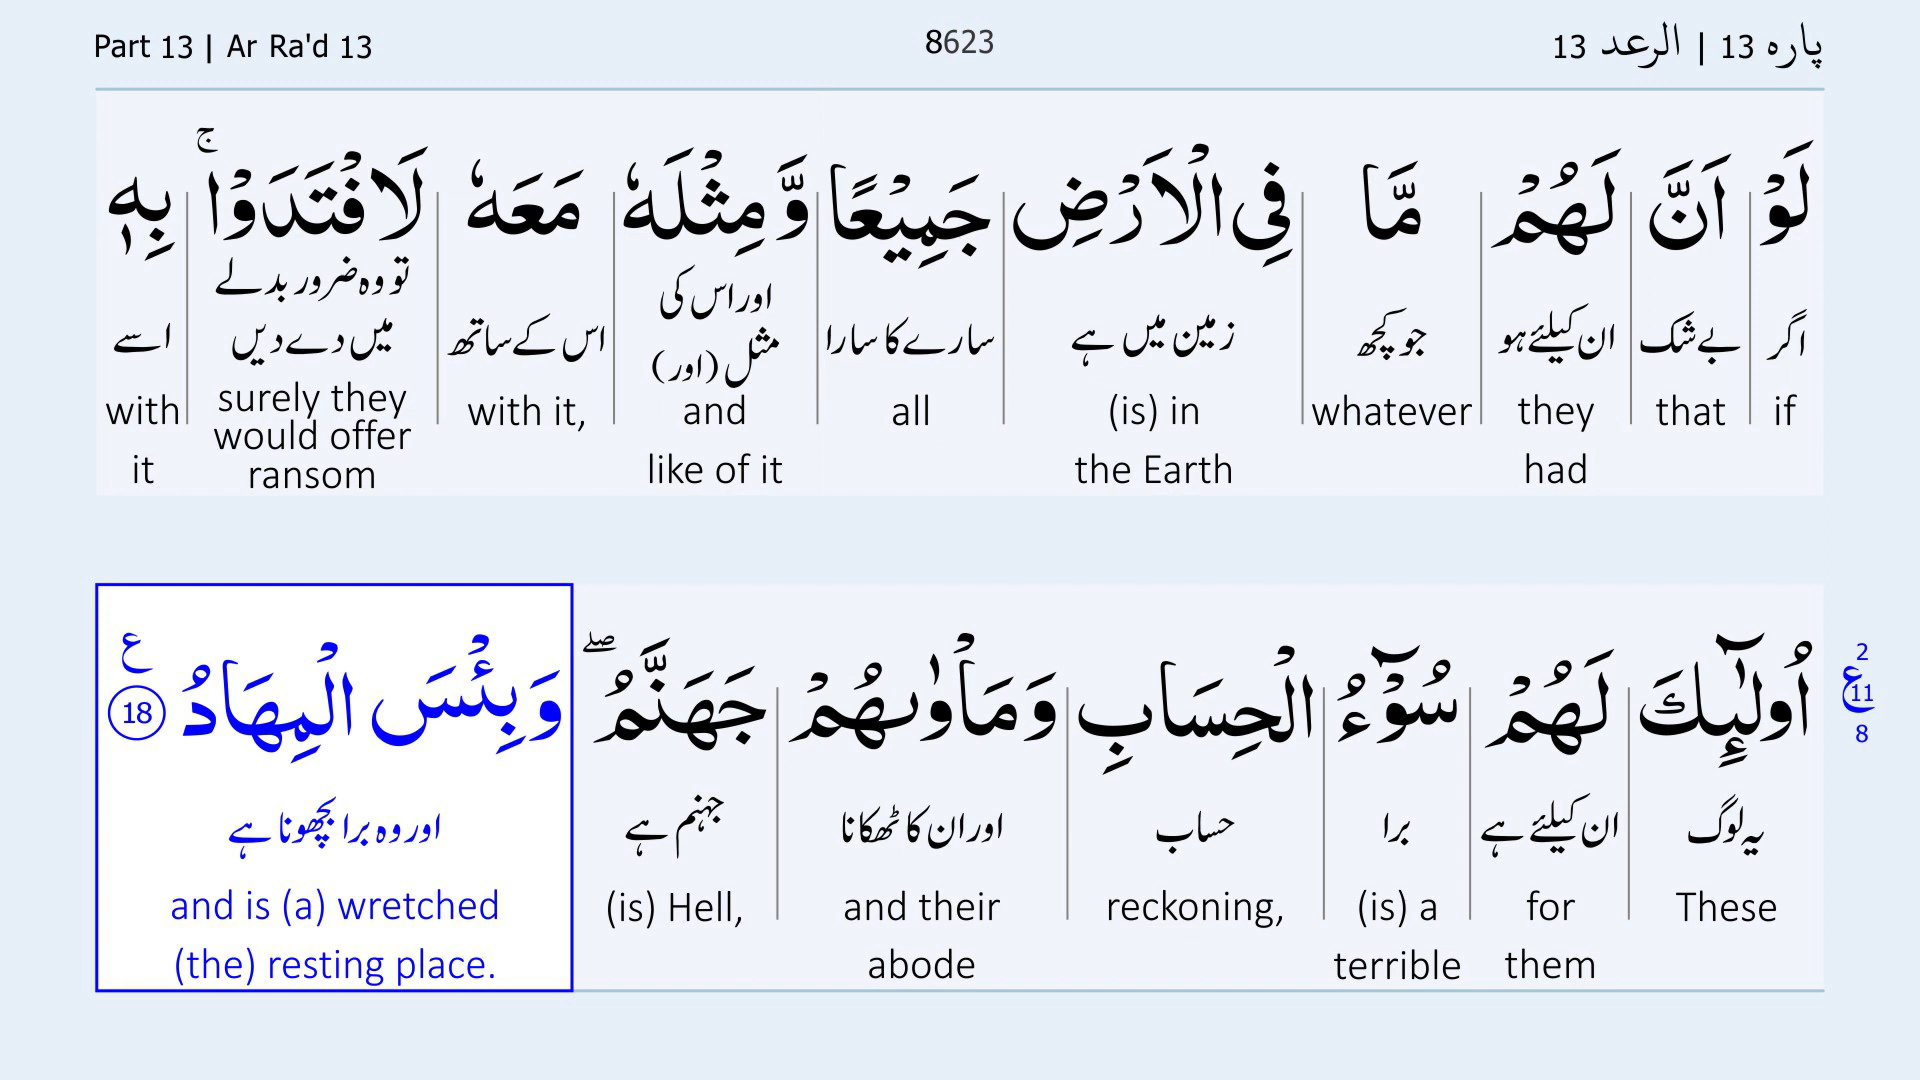 Part 13 | Ar Ra'd 13
8623
پارہ 13 | الرعد 13
لَوْ اَنَّ لَهُمْ مَّا فِی الْاَرْضِ جَمِیْعًا وَّ مِثْلَهٗ مَعَهٗ لَافْتَدَوْا ۚ بِهٖ
اگر بے شک ان کیلئے ہو جو کچھ زمین میں ہے سارے کا سارا اور اس کی مثل (اور) اس کے ساتھ تو وہ ضرور بدلے میں دے دیں اسے
if that they had whatever (is) in the Earth all and like of it with it, surely they would offer ransom with it
2
ع
11
8
اُولٰٓئِكَ لَهُمْ سُوْٓءُ الْحِسَابِ وَمَاْوٰىهُمْ جَهَنَّمُ ۖ وَبِئْسَ الْمِهَادُ ع 18
یہ لوگ ان کیلئے ہے برا حساب اور ان کا ٹھکانا جہنم ہے اور وہ برا بچھونا ہے
These for them (is) a terrible reckoning, and their abode (is) Hell, and is (a) wretched (the) resting place.